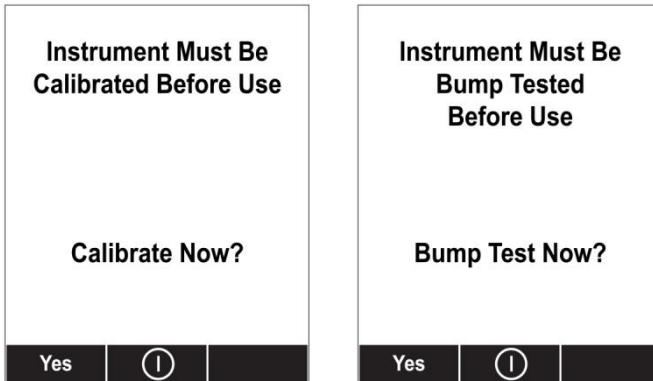 Instrument Must Be
Calibrated Before Use
Calibrate Now?
Yes
Instrument Must Be
Bump Tested
Before Use
Bump Test Now?
Yes